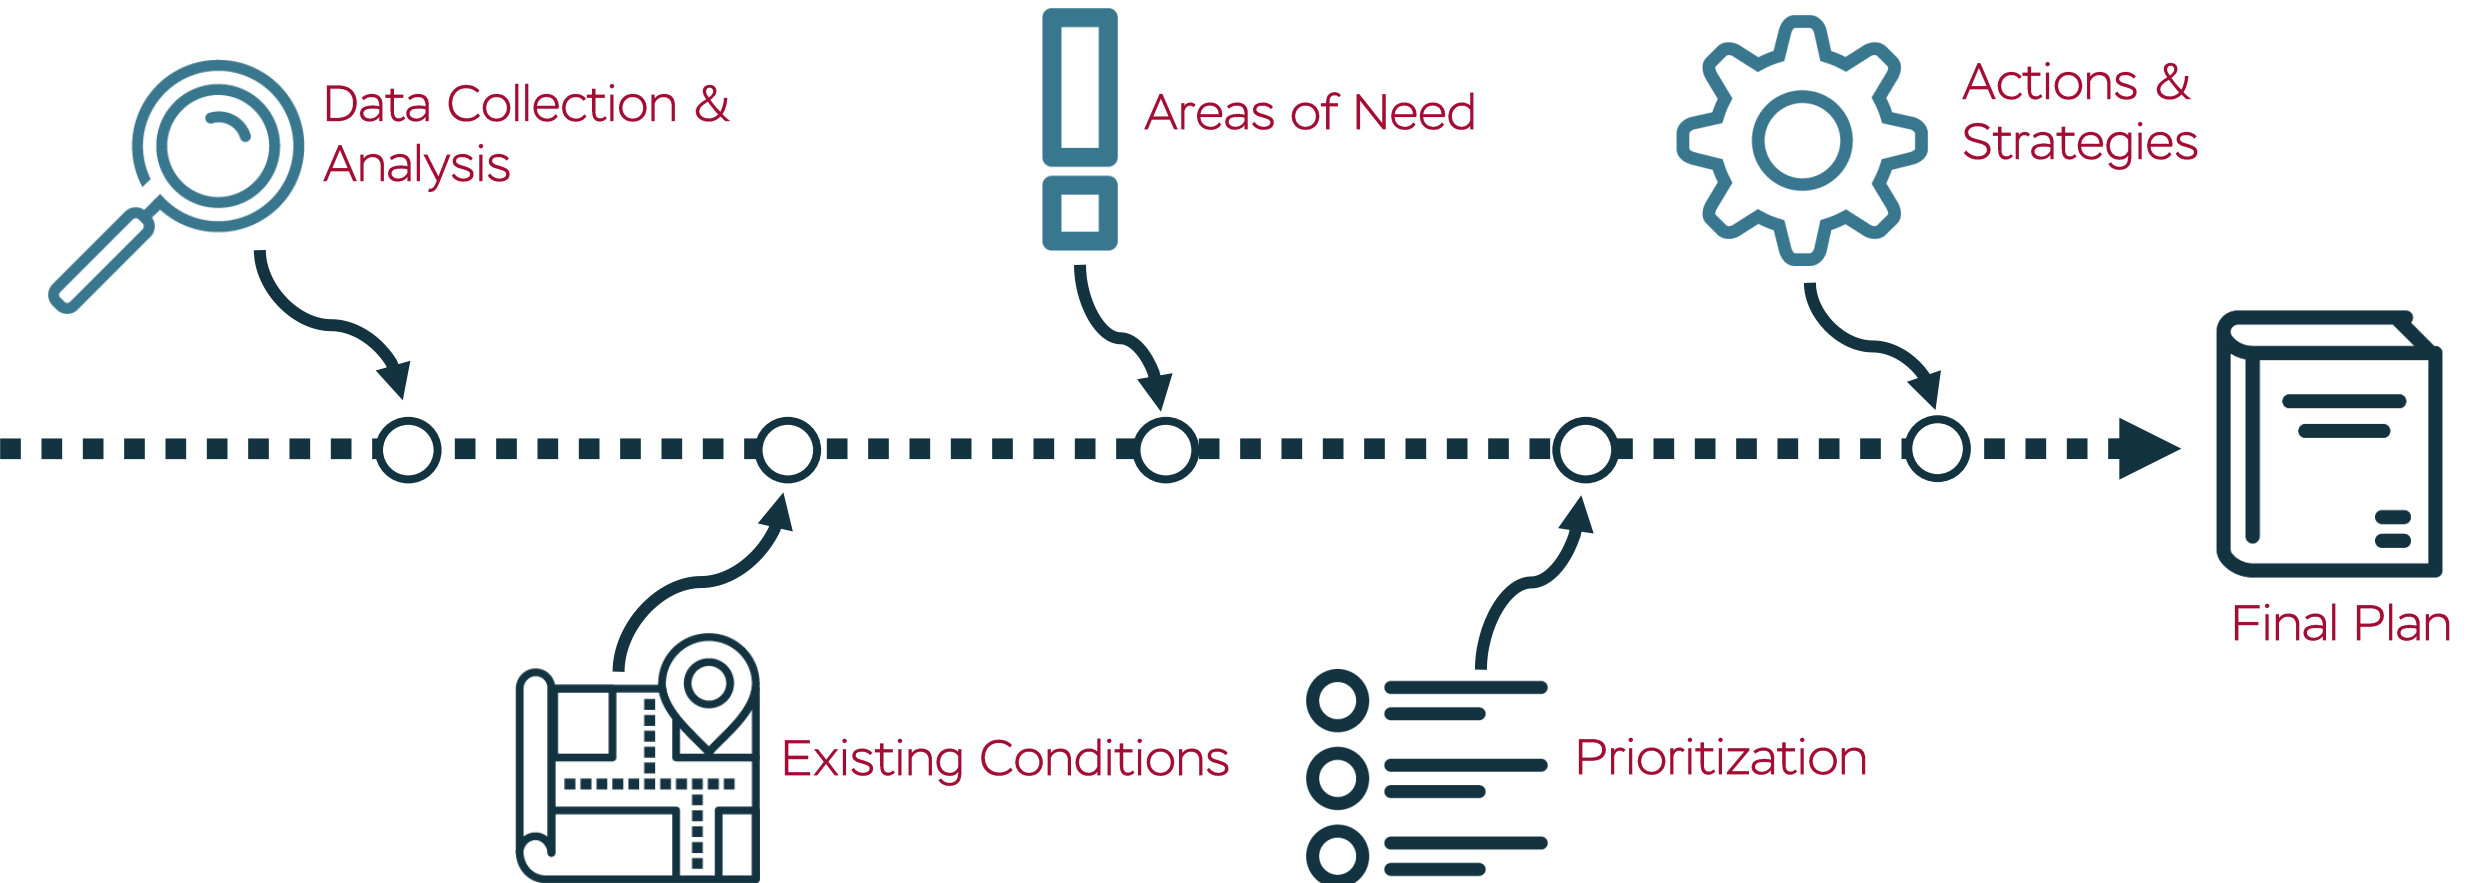 Data Collection &
Analysis
Existing Conditions
Areas of Need
Prioritization
Actions &
Strategies
Final Plan